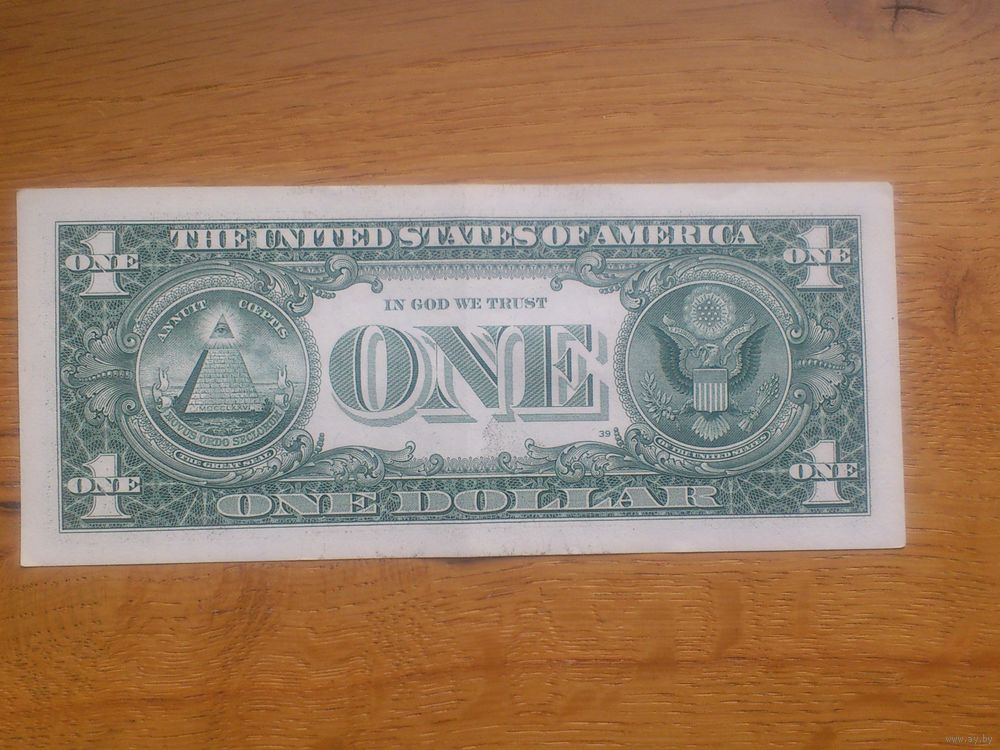 THE UNITED STATES OF AMERICA
1
ONE
1
ONE
IN GOD WE TRUST
ANNUIT COEPTIS
ONE
MDCCLXXVI
NOVUS ORDO SECLORUM
THE GREAT SEAL
OF THE UNITED STATES
39
1
ONE
1
ONE
ONE DOLLAR
www.ay.by